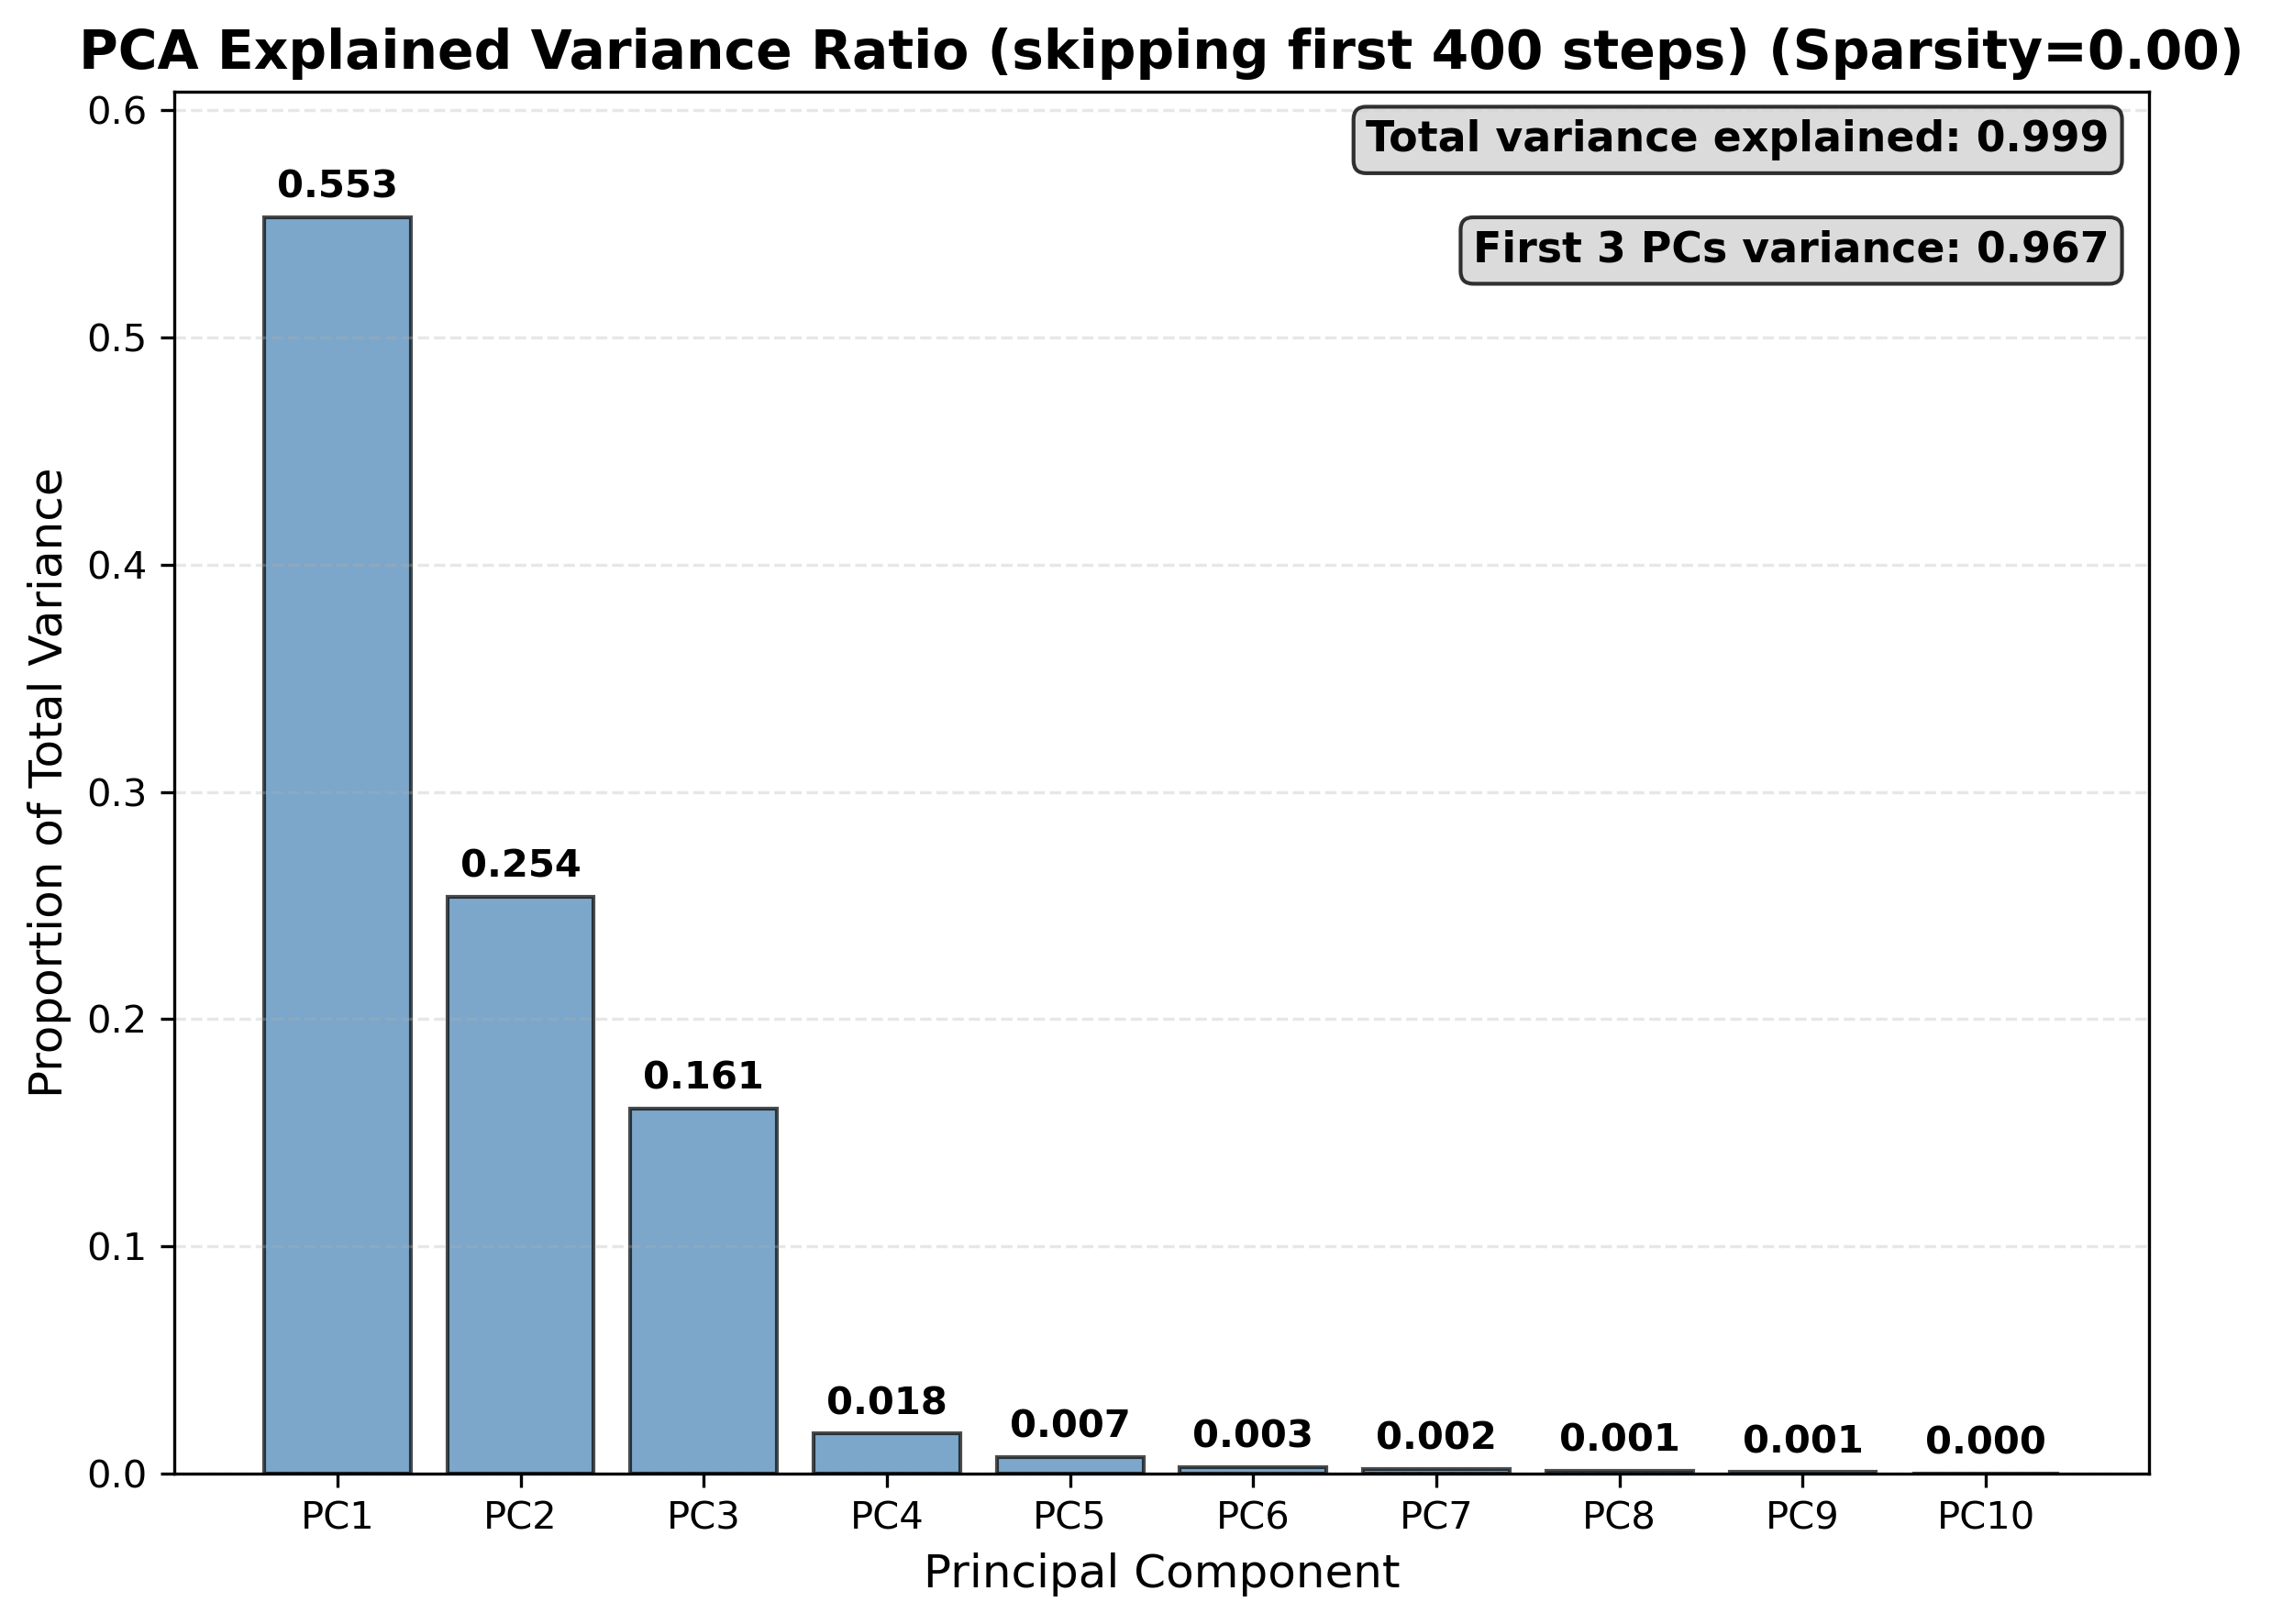 PCA Explained Variance Ratio (skipping first 400 steps) (Sparsity=0.00)
Total variance explained: 0.999
First 3 PCs variance: 0.967
Proportion of Total Variance
0.6
0.5
0.4
0.3
0.2
0.1
0.0
0.553
0.254
0.161
0.018
0.007
0.003
0.002
0.001
0.001
0.000
PC1 PC2 PC3 PC4 PC5 PC6 PC7 PC8 PC9 PC10
Principal Component